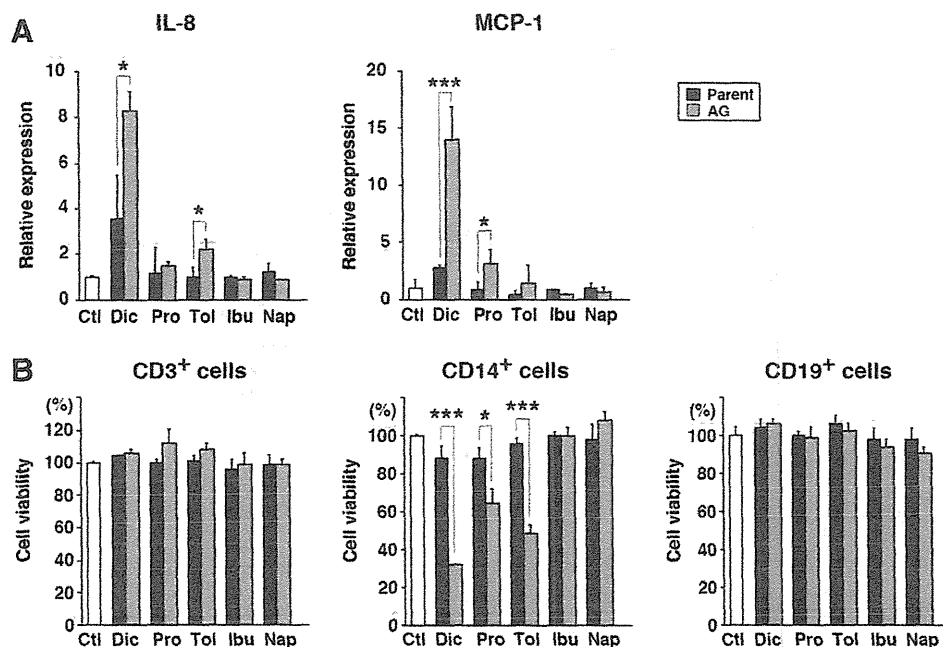 A
IL-8
MCP-1
Relative expression
10
8
6
4
2
0
*
*
Ctl Dic Pro Tol Ibu Nap
Relative expression
20
15
10
5
0
***
*
Ctl Dic Pro Tol Ibu Nap
Parent
AG
B
CD3+ cells
CD14+ cells
CD19+ cells
(%)
Cell viability
120
100
80
60
40
20
0
Ctl Dic Pro Tol Ibu Nap
(%)
Cell viability
100
80
60
40
20
0
***
*
***
Ctl Dic Pro Tol Ibu Nap
(%)
Cell viability
100
80
60
40
20
0
Ctl Dic Pro Tol Ibu Nap